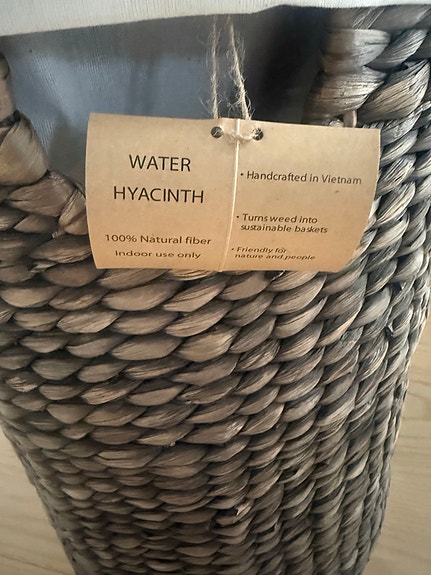 WATER
HYACINTH
100% Natural fiber
Indoor use only
• Handcrafted in Vietnam
• Turns weed into
sustainable baskets
• Friendly for
nature and people